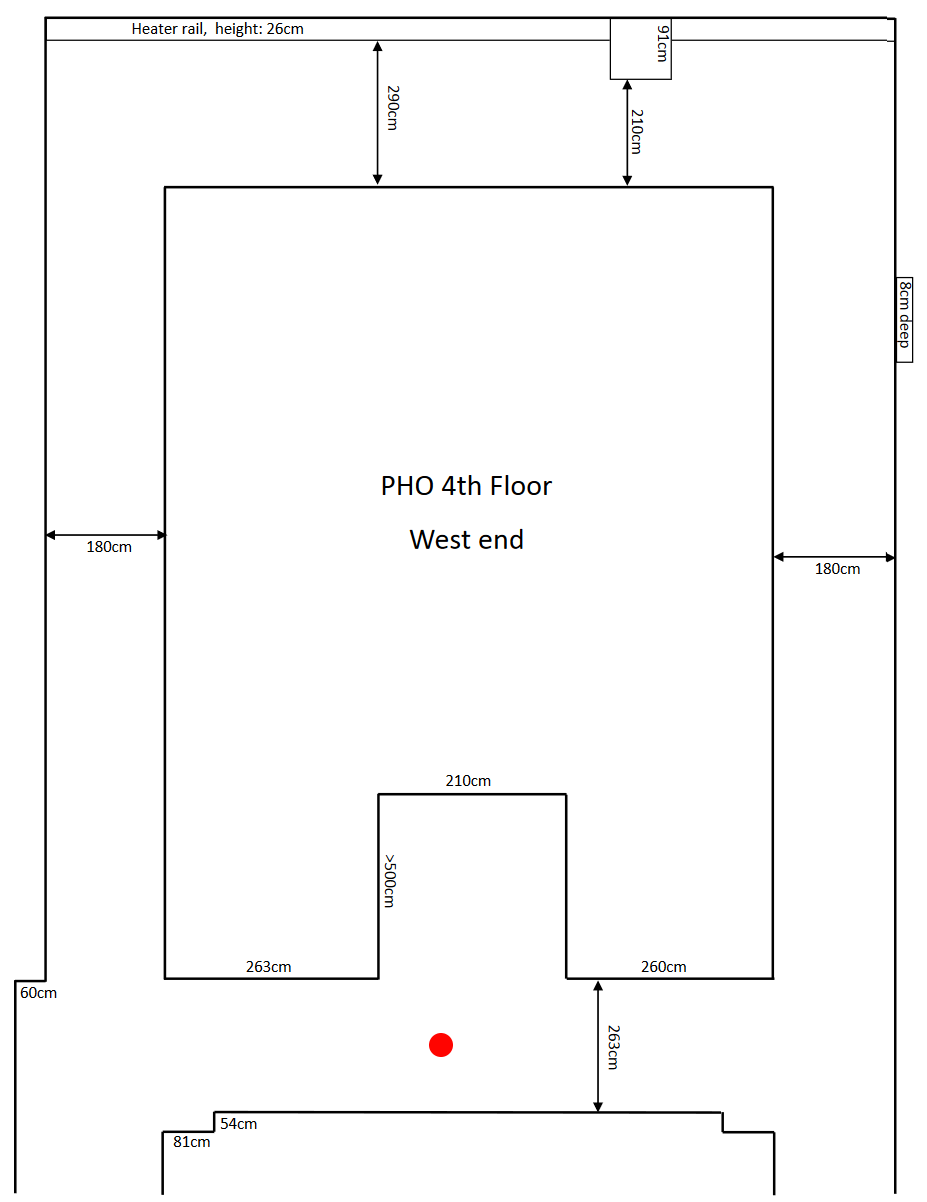 Heater rail,  height: 26cm
91cm
290cm
210cm
8cm deep
PHO 4th Floor
West end
180cm
180cm
210cm
>500cm
263cm
260cm
60cm
263cm
54cm
81cm